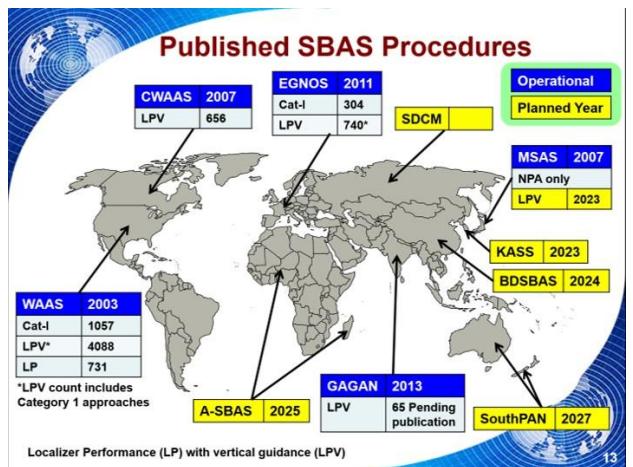 Published SBAS Procedures
Operational
Planned Year
CWAAS 2007
LPV 656
EGNOS 2011
Cat-I 304
LPV 740*
SDCM
MSAS 2007
NPA only
LPV 2023
KASS 2023
BDSBAS 2024
WAAS 2003
Cat-I 1057
LPV* 4088
LP 731
*LPV count includes
Category 1 approaches
A-SBAS 2025
GAGAN 2013
LPV 65 Pending
publication
SouthPAN 2027
Localizer Performance (LP) with vertical guidance (LPV)
13